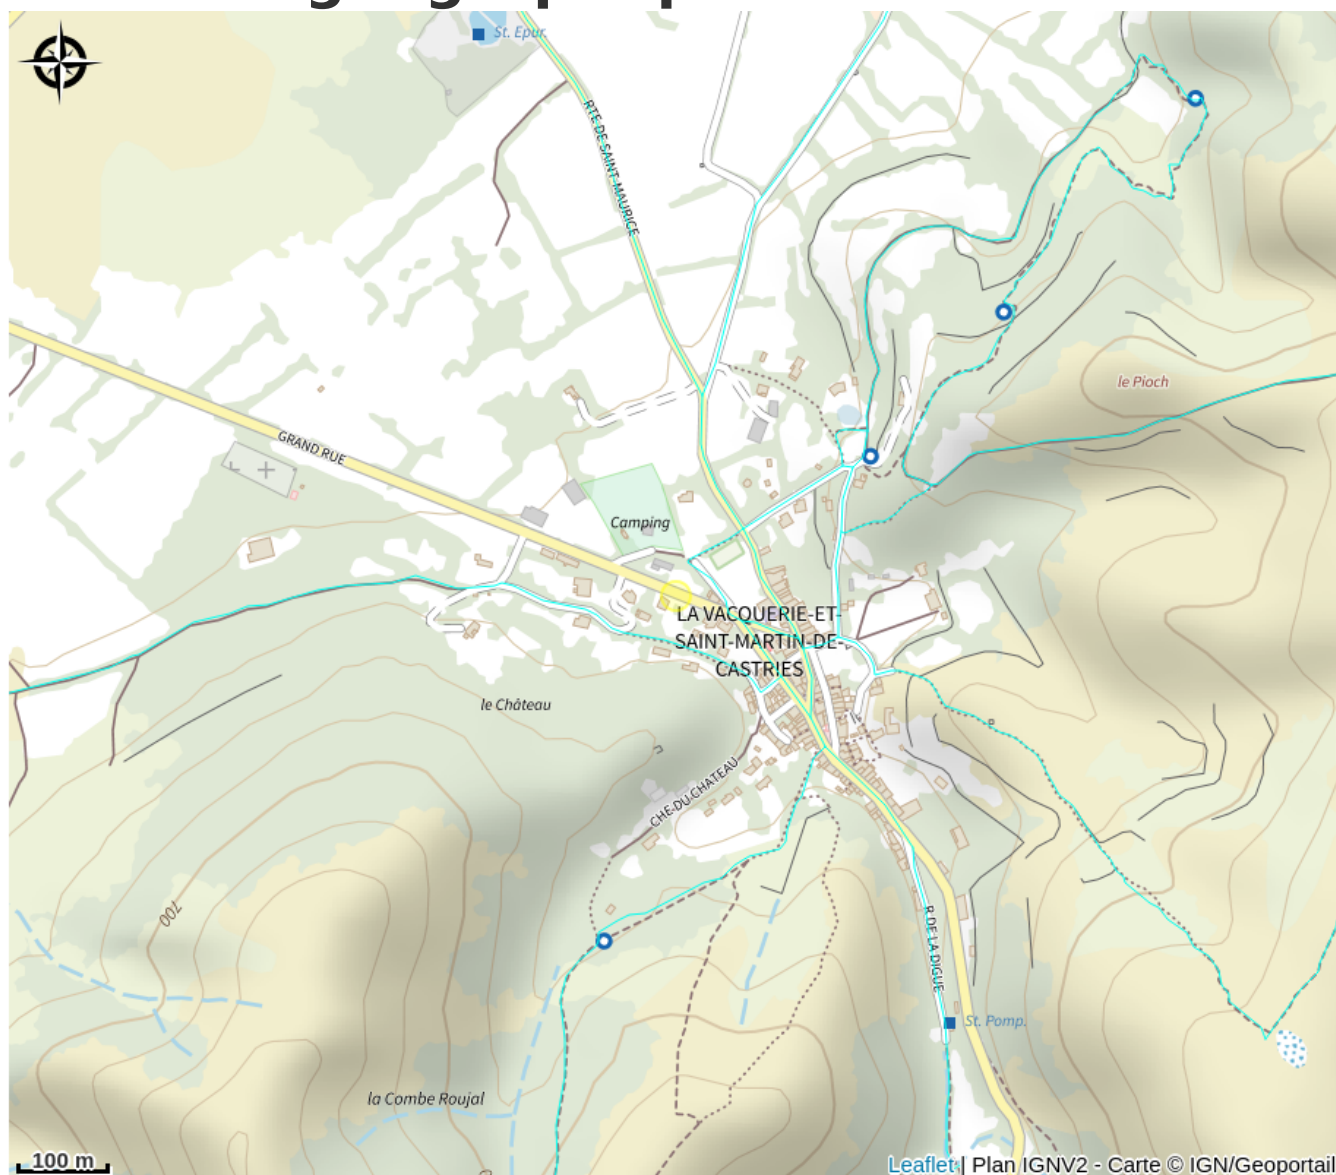 St. Epur.
RTE DE SAINT-MAURICE
le Pioch
GRAND RUE
Camping
LA VACQUERIE-ET-
SAINT-MARTIN-DE-
CASTRIES
le Château
CHE DU CHATEAU
700
R DE LA DIGUE
St. Pomp.
la Combe Roujal
100 m
Leaflet | Plan IGNV2 - Carte © IGN/Geoportail